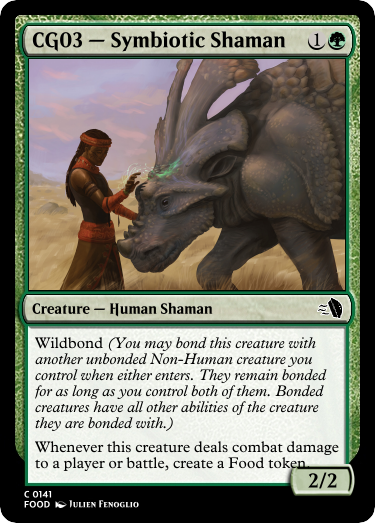 CG03 — Symbiotic Shaman 1
Creature — Human Shaman
Wildbond (You may bond this creature with
another unbonded Non-Human creature you
control when either enters. They remain bonded
for as long as you control both of them. Bonded
creatures have all other abilities of the creature
they are bonded with.)
Whenever this creature deals combat damage
to a player or battle, create a Food token.
2/2
C 0141
FOOD Julien Fenoglio